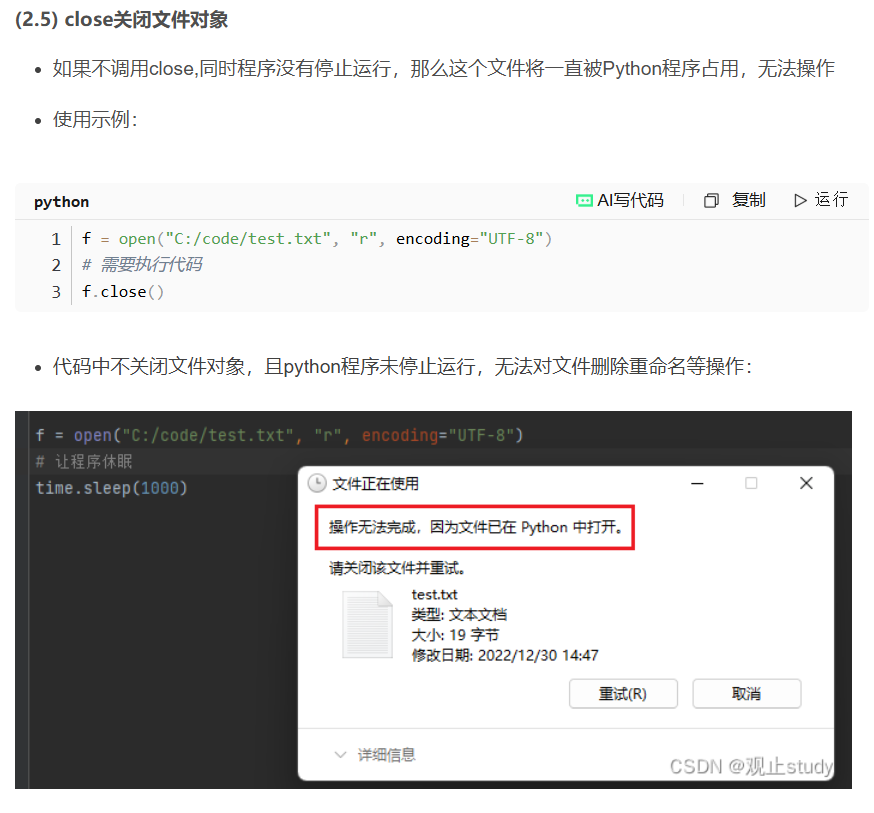 (2.5) close关闭文件对象
如果不调用close,同时程序没有停止运行，那么这个文件将一直被Python程序占用，无法操作
使用示例：
python AI写代码 复制 运行
1 f = open("C:/code/test.txt", "r", encoding="UTF-8")
2 # 需要执行代码
3 f.close()
代码中不关闭文件对象，且python程序未停止运行，无法对文件删除重命名等操作：
f = open("C:/code/test.txt", "r", encoding="UTF-8")
# 让程序休眠
time.sleep(1000)
文件正在使用
操作无法完成，因为文件已在 Python 中打开。
请关闭该文件并重试。
test.txt
类型: 文本文档
大小: 19 字节
修改日期: 2022/12/30 14:47
重试(R) 取消
详细信息
CSDN @观止study